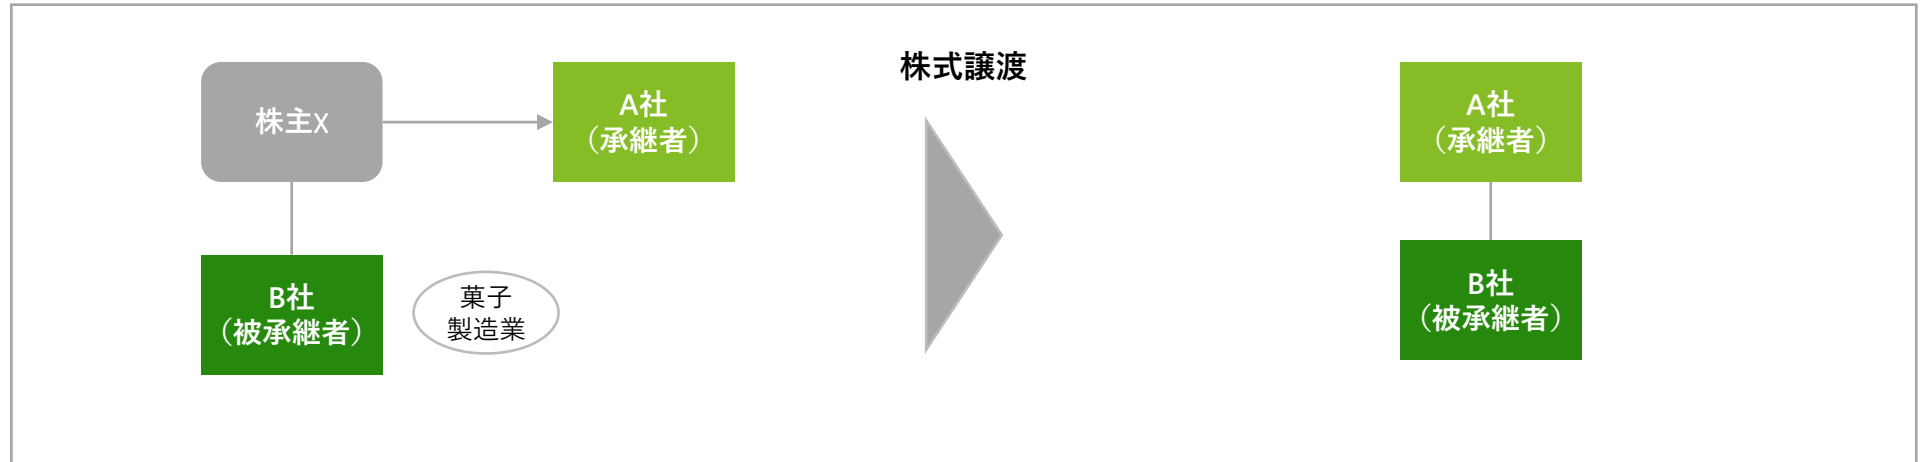 株式譲渡
株主X
A社
（承継者）
B社
（被承継者）
菓子
製造業
A社
（承継者）
B社
（被承継者）